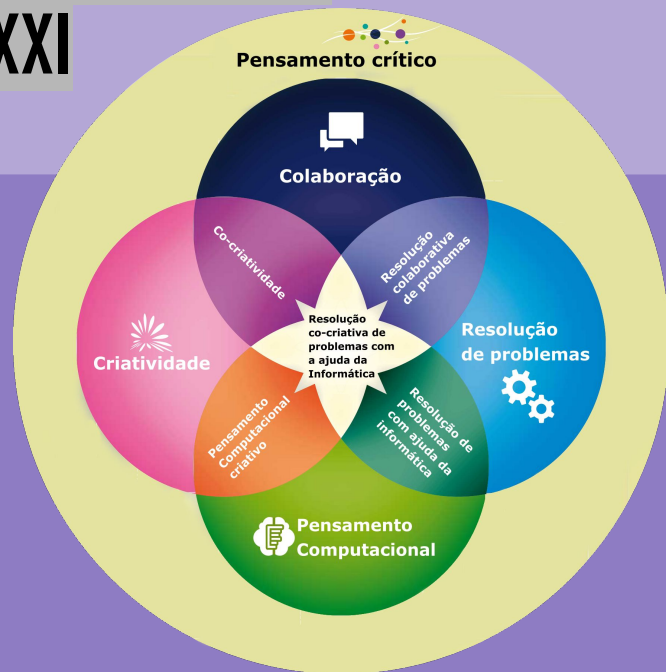 XXI
Pensamento crítico
Colaboração
Co-criatividade
Resolução
colaborativa
de problemas
Criatividade
Resolução
co-criativa de
problemas com
a ajuda da
Informática
Resolução
de problemas
Pensamento
Computacional
criativo
Resolução de
problemas
com ajuda da
informática
Pensamento
Computacional